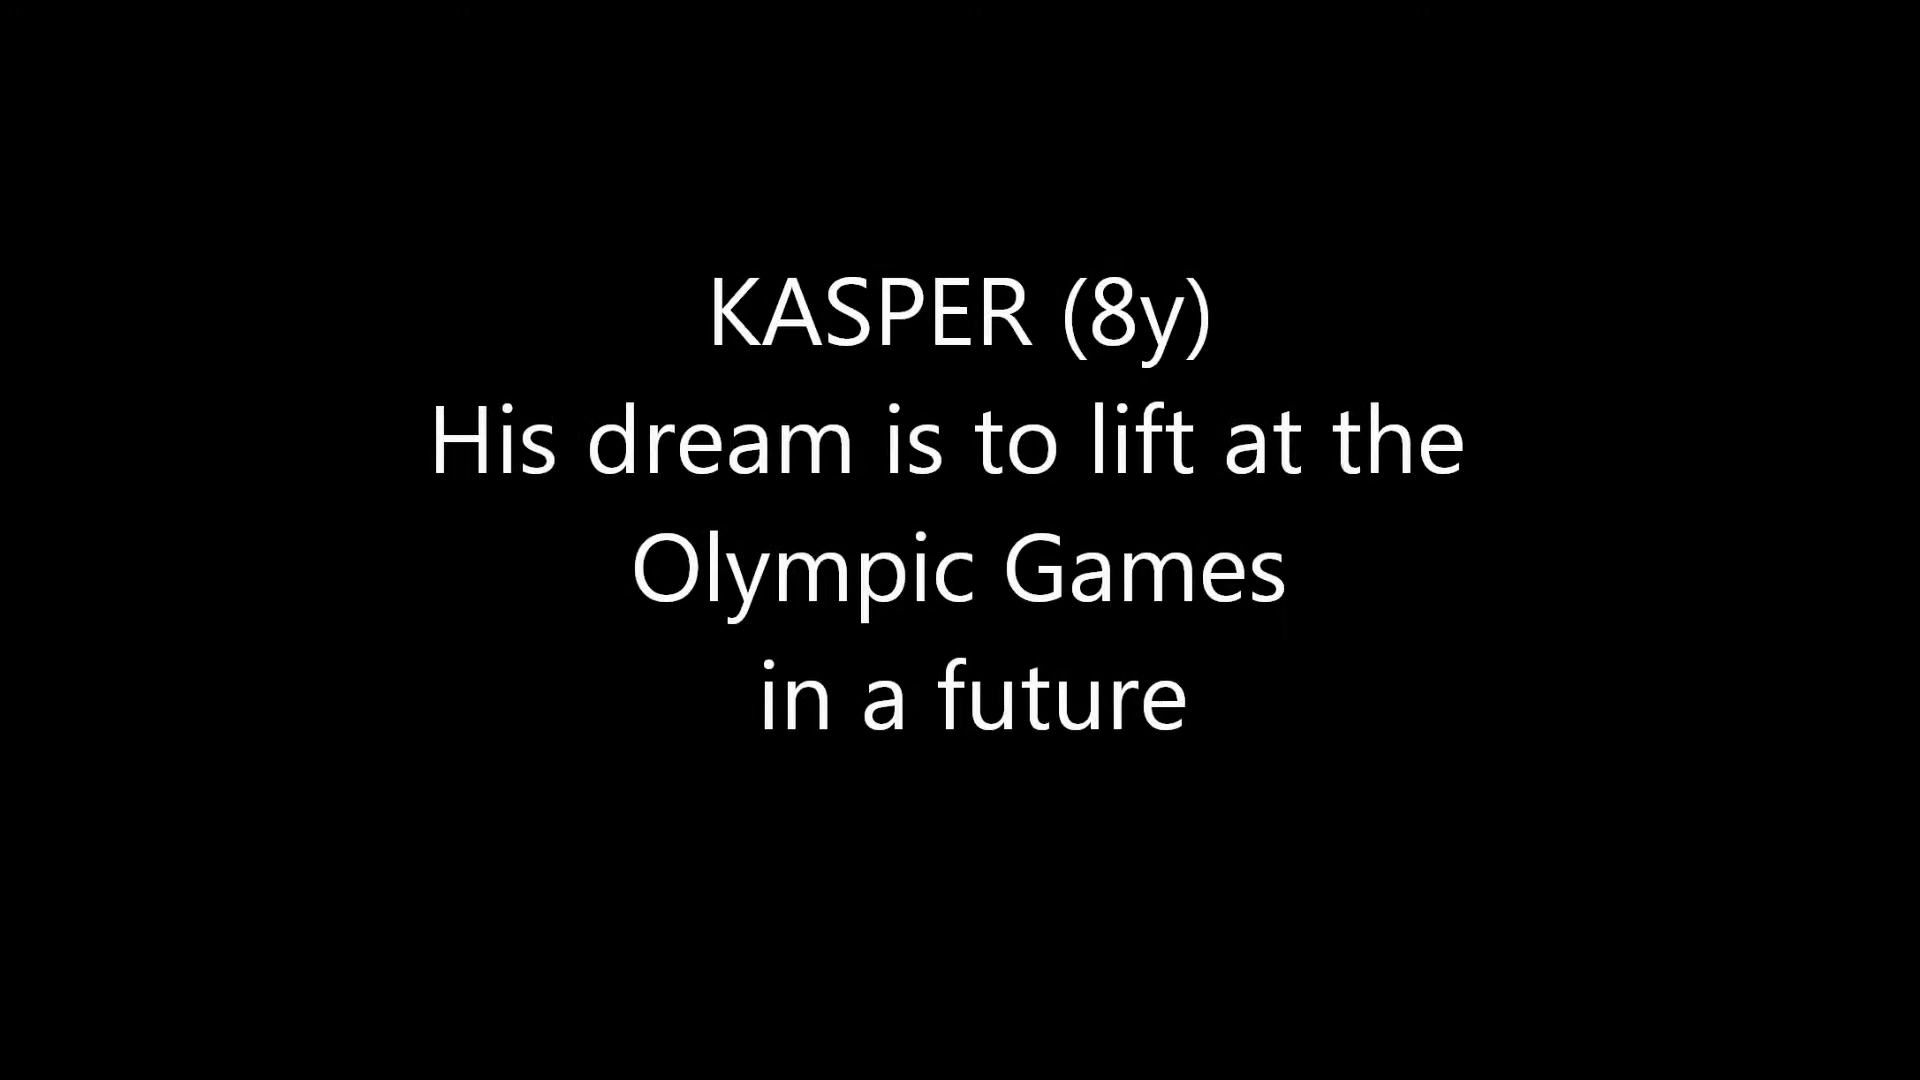 KASPER (8y)
His dream is to lift at the
Olympic Games
in a future